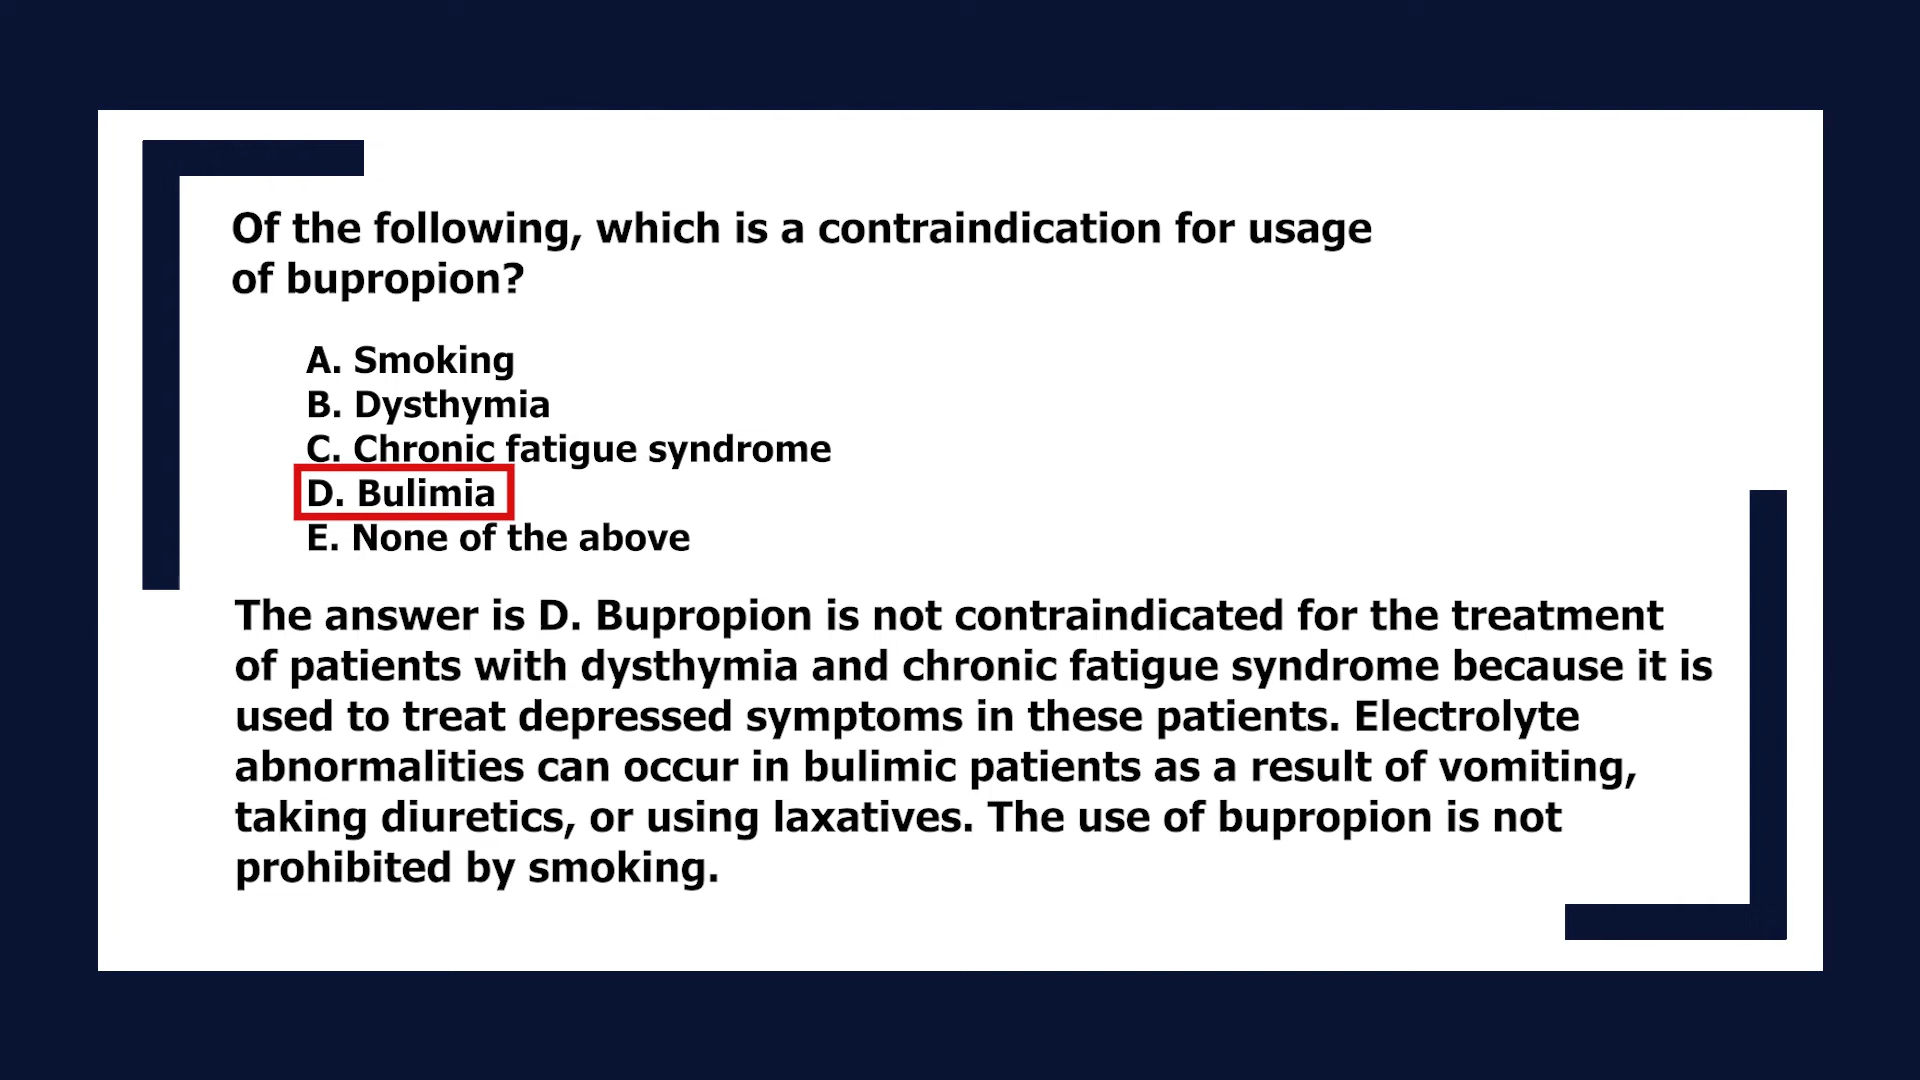 Of the following, which is a contraindication for usage
of bupropion?
A. Smoking
B. Dysthymia
C. Chronic fatigue syndrome
D. Bulimia
E. None of the above
The answer is D. Bupropion is not contraindicated for the treatment
of patients with dysthymia and chronic fatigue syndrome because it is
used to treat depressed symptoms in these patients. Electrolyte
abnormalities can occur in bulimic patients as a result of vomiting,
taking diuretics, or using laxatives. The use of bupropion is not
prohibited by smoking.